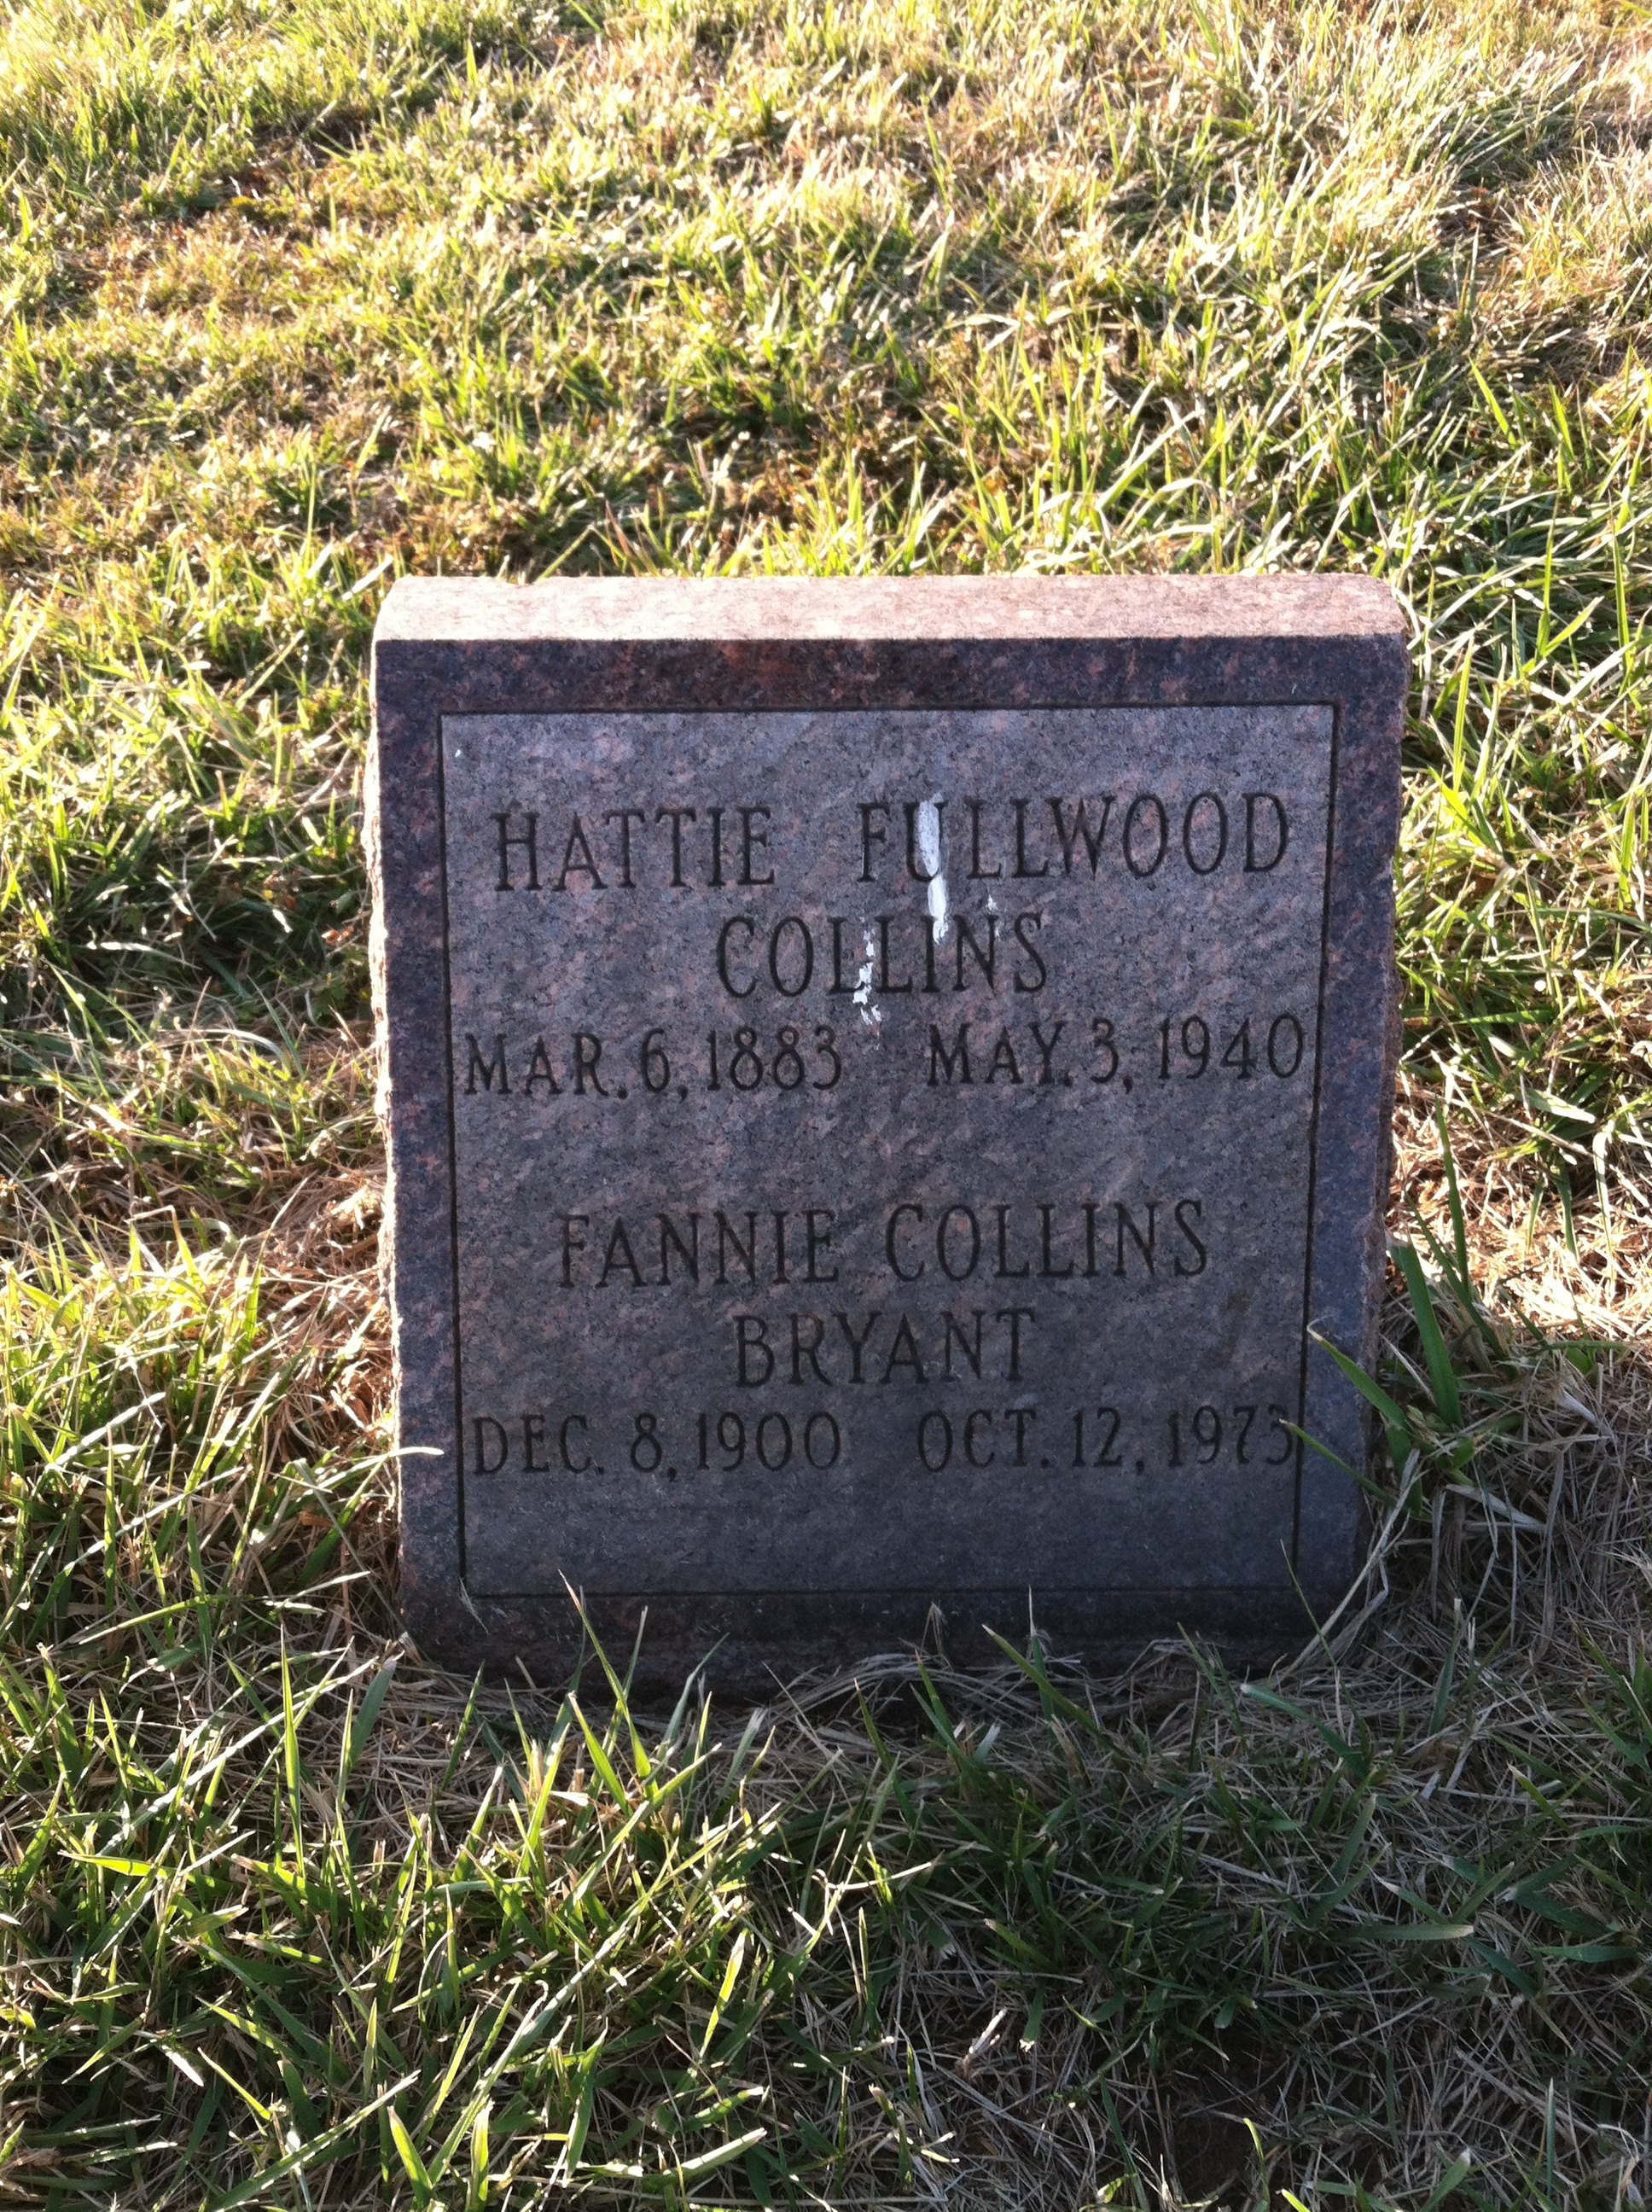 HATTIE FULLWOOD
COLLINS
MAR. 6, 1883 MAY. 3, 1940
FANNIE COLLINS
BRYANT
DEC. 8, 1900 OCT. 12, 1973